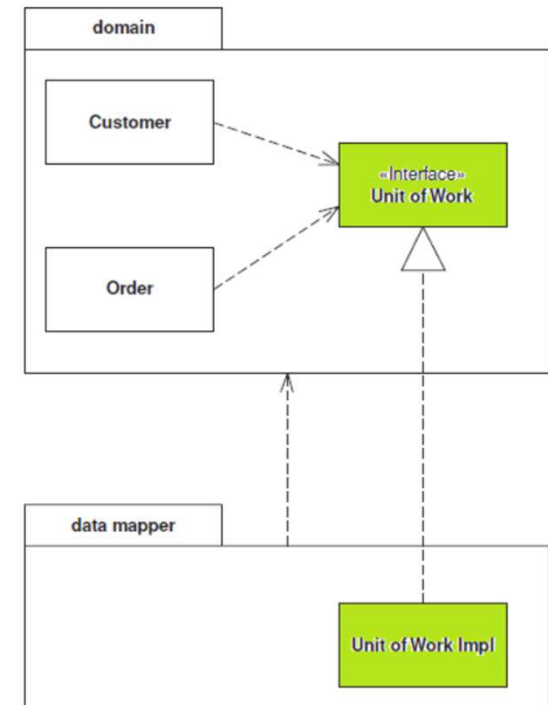 domain
Customer
«Interface»
Unit of Work
Order
data mapper
Unit of Work Impl